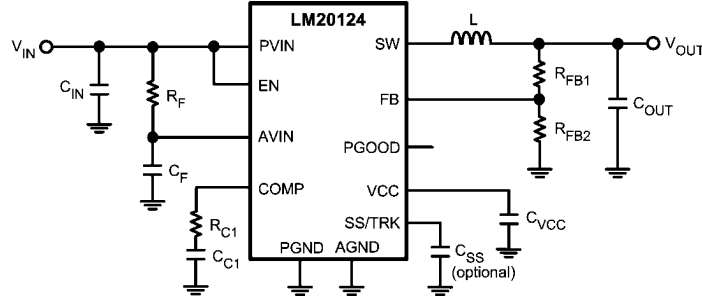 LM20124
L
VIN
PVIN
SW
VOUT
CIN
RF
EN
RFB1
FB
COUT
AVIN
RFB2
PGOOD
CF
COMP
VCC
RC1
SS/TRK
CVCC
CC1
PGND
AGND
CSS
(optional)